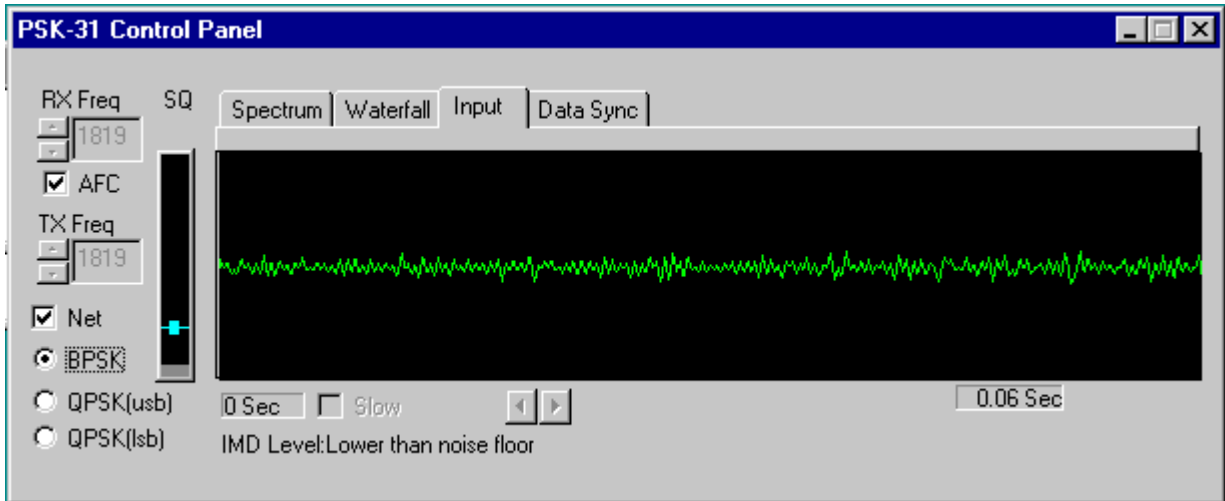 PSK-31 Control Panel
RX Freq
SQ
1819
AFC
TX Freq
1819
Net
BPSK
QPSK(usb)
QPSK(lsb)
Spectrum Waterfall Input Data Sync
0 Sec Slow 0.06 Sec
IMD Level:Lower than noise floor